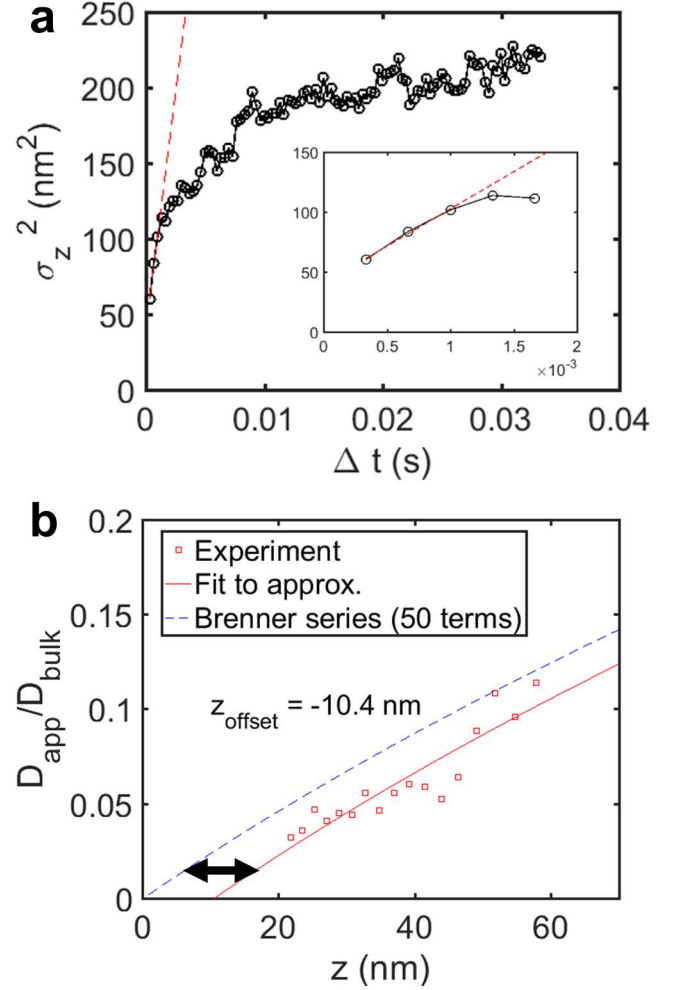 a
250
200
150
100
50
0
σz 2 (nm2)
150
100
50
0
0 0.5 1 1.5 2
×10-3
0 0.01 0.02 0.03 0.04
Δ t (s)
b
0.2
0.15
0.1
0.05
0
Dapp/Dbulk
Experiment
Fit to approx.
Brenner series (50 terms)
zoffset = -10.4 nm
0 20 40 60
z (nm)